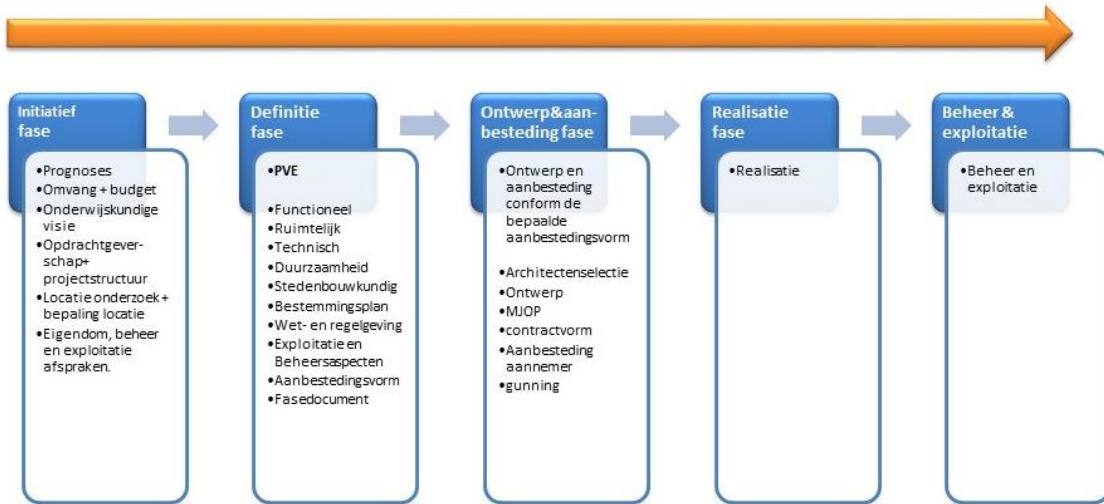 Initiatief
fase
•Prognoses
•Omvang + budget
•Onderwijskundige
visie
•Opdrachtgever-
schap+
projectstructuur
•Locatie onderzoek +
bepaling locatie
•Eigendom, beheer
en exploitatie
afspraken.
Definitie
fase
•PVE
•Functioneel
•Ruimtelijk
•Technisch
•Duurzaamheid
•Stedenbouwkundig
•Bestemmingsplan
•Wet- en regelgeving
•Exploitatie en
Beheersaspecten
•Aanbestedingsvorm
•Fasedocument
Ontwerp&aan-
besteding fase
•Ontwerp en
aanbesteding
conform de
bepaalde
aanbestedingsvorm
•Architectenselectie
•Ontwerp
•MJOP
•contractvorm
•Aanbesteding
aannemer
•gunning
Realisatie
fase
•Realisatie
Beheer &
exploitatie
•Beheer en
exploitatie